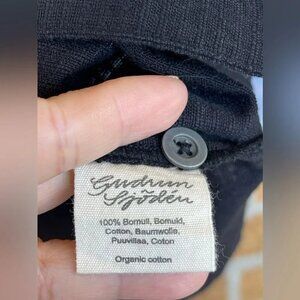 Gudrun
Sjödén
100% Bomull, Bomuld,
Cotton, Baumwolle,
Puuvillaa, Coton
Organic cotton